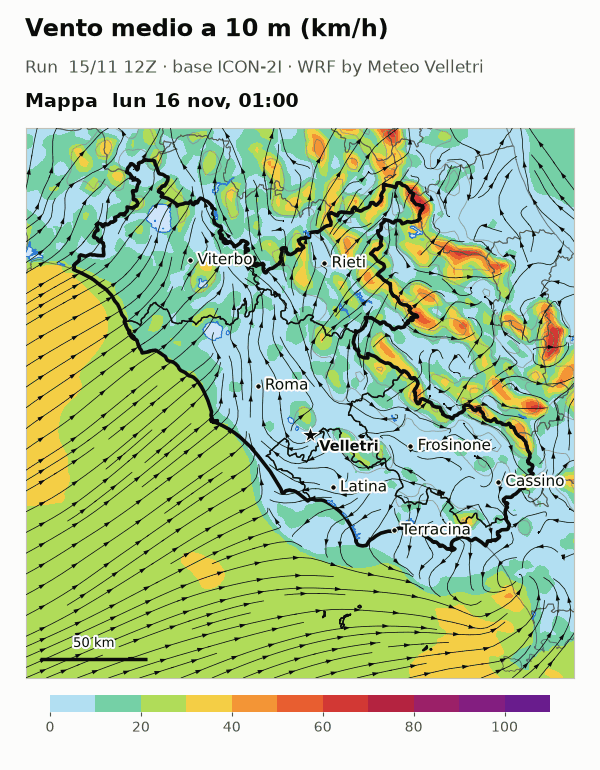 Vento medio a 10 m (km/h)
Run  15/11 12Z · base ICON-2I · WRF by Meteo Velletri
Mappa  lun 16 nov, 01:00
Viterbo
Rieti
Roma
Velletri
Frosinone
Cassino
Latina
Terracina
50 km
0 20 40 60 80 100